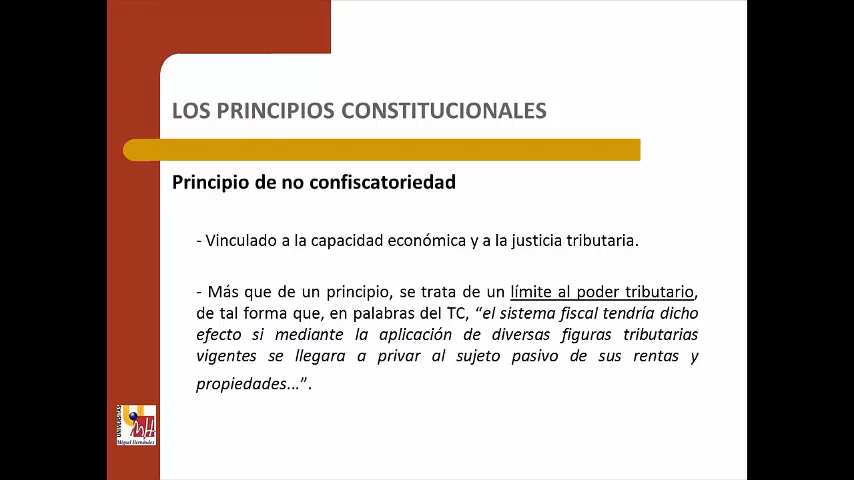 LOS PRINCIPIOS CONSTITUCIONALES
Principio de no confiscatoriedad
- Vinculado a la capacidad económica y a la justicia tributaria.
- Más que de un principio, se trata de un límite al poder tributario,
de tal forma que, en palabras del TC, “el sistema fiscal tendría dicho
efecto si mediante la aplicación de diversas figuras tributarias
vigentes se llegara a privar al sujeto pasivo de sus rentas y
propiedades...”.
UNIVERSITAS
Miguel Hernández